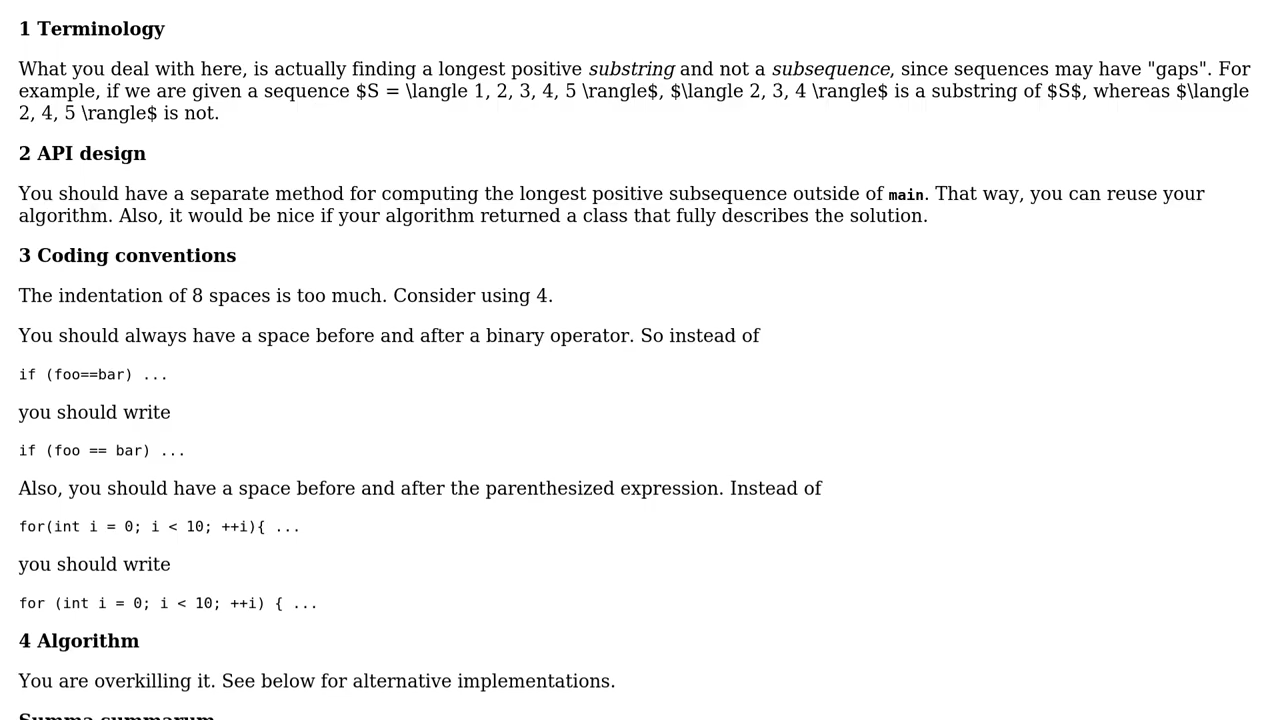 1 Terminology
What you deal with here, is actually finding a longest positive substring and not a subsequence, since sequences may have "gaps". For
example, if we are given a sequence $S = \langle 1, 2, 3, 4, 5 \rangle$, $\langle 2, 3, 4 \rangle$ is a substring of $S$, whereas $\langle
2, 4, 5 \rangle$ is not.
2 API design
You should have a separate method for computing the longest positive subsequence outside of main. That way, you can reuse your
algorithm. Also, it would be nice if your algorithm returned a class that fully describes the solution.
3 Coding conventions
The indentation of 8 spaces is too much. Consider using 4.
You should always have a space before and after a binary operator. So instead of
if (foo==bar) ...
you should write
if (foo == bar) ...
Also, you should have a space before and after the parenthesized expression. Instead of
for(int i = 0; i < 10; ++i){ ...
you should write
for (int i = 0; i < 10; ++i) { ...
4 Algorithm
You are overkilling it. See below for alternative implementations.
Summa summarum